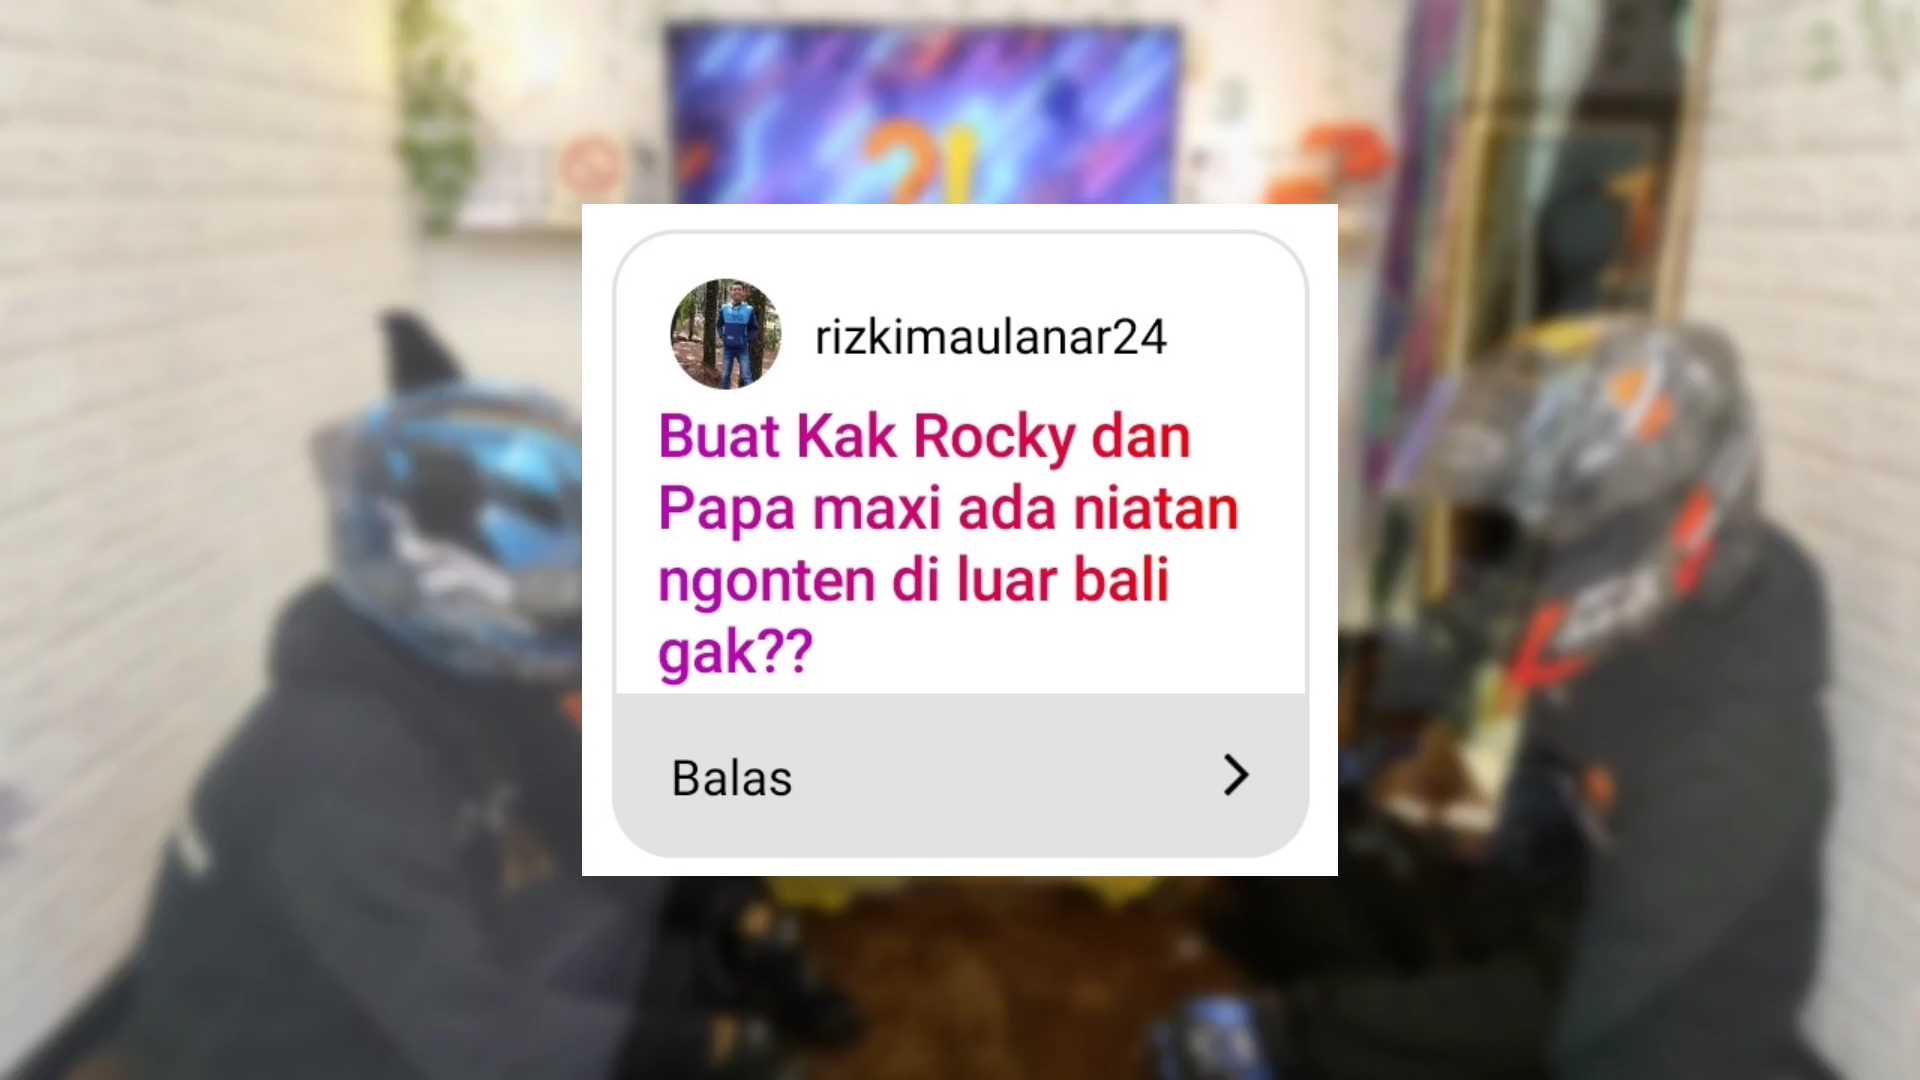 ?!
rizkimaulanar24
Buat Kak Rocky dan
Papa maxi ada niatan
ngonten di luar bali
gak??
Balas